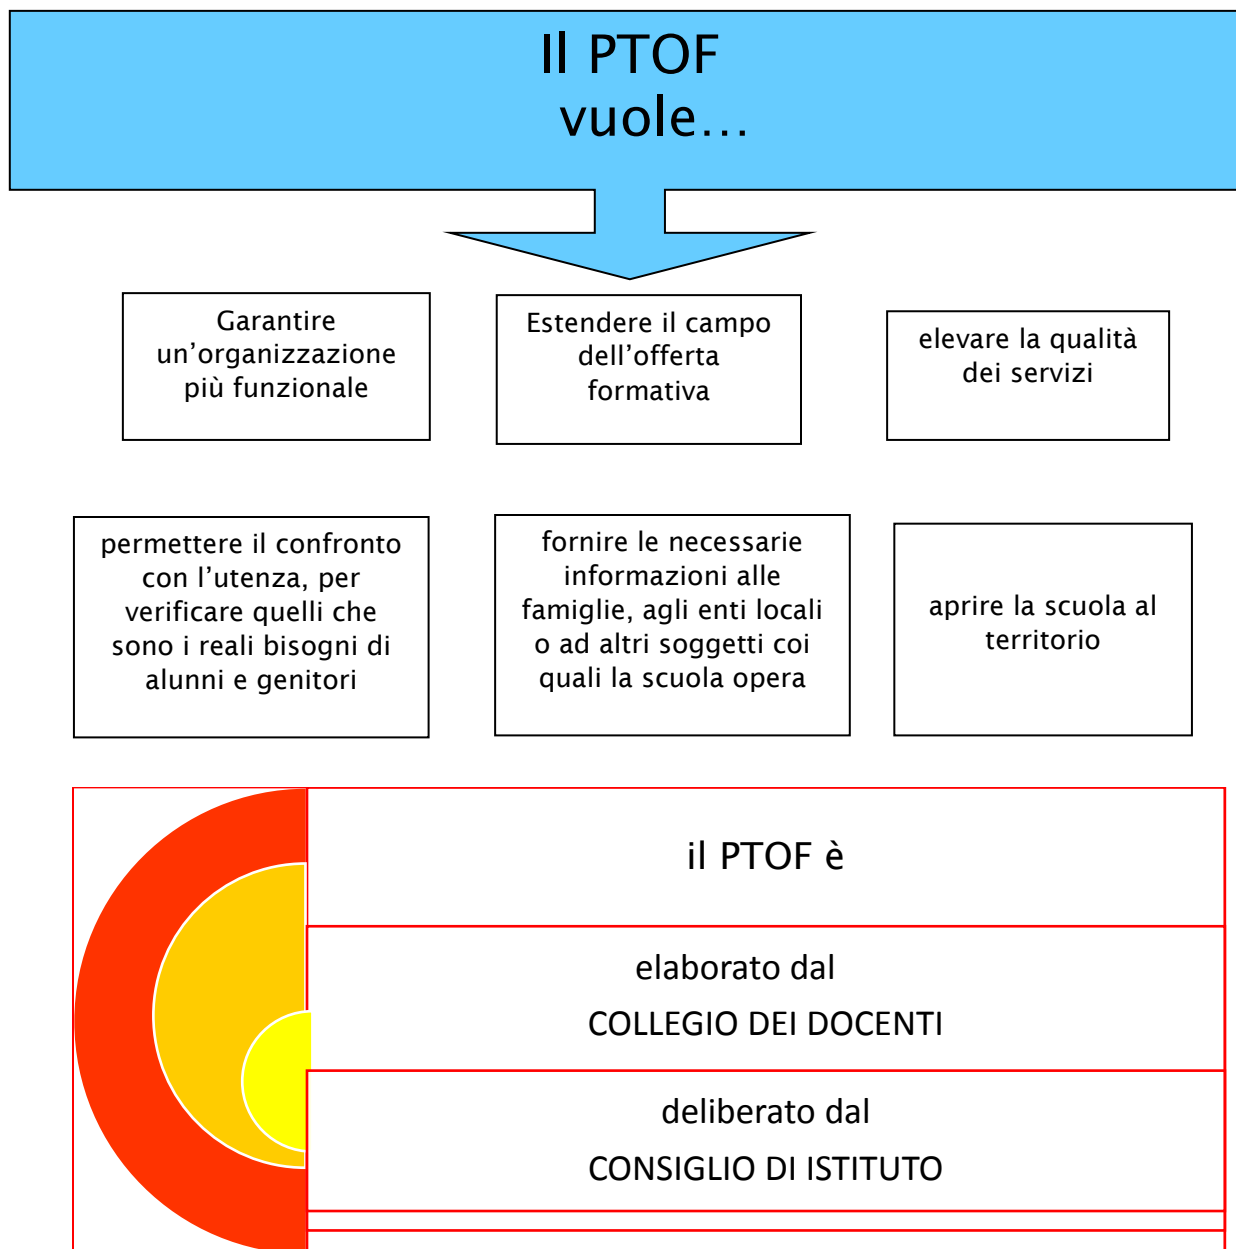 Il PTOF
vuole…
Garantire
un’organizzazione
più funzionale
Estendere il campo
dell’offerta
formativa
elevare la qualità
dei servizi
permettere il confronto
con l’utenza, per
verificare quelli che
sono i reali bisogni di
alunni e genitori
fornire le necessarie
informazioni alle
famiglie, agli enti locali
o ad altri soggetti coi
quali la scuola opera
aprire la scuola al
territorio
il PTOF è
elaborato dal
COLLEGIO DEI DOCENTI
deliberato dal
CONSIGLIO DI ISTITUTO